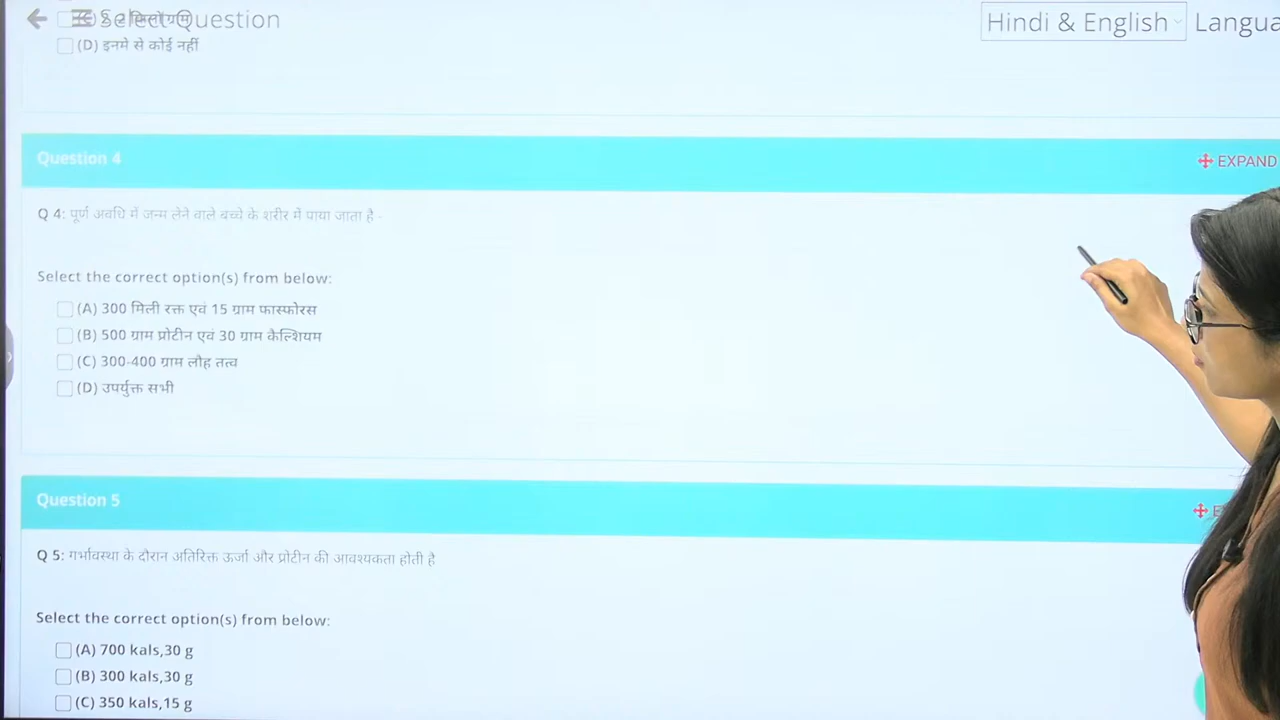 Select Question
Hindi & English Langua
(D) इनमे से कोई नहीं
Question 4
EXPAND
Q 4: पूर्ण अवधि में जन्म लेने वाले बच्चे के शरीर में पाया जाता है -
Select the correct option(s) from below:
(A) 300 मिली रक्त एवं 15 ग्राम फास्फोरस
(B) 500 ग्राम प्रोटीन एवं 30 ग्राम कैल्शियम
(C) 300-400 ग्राम लौह तत्व
(D) उपर्युक्त सभी
Question 5
Q 5: गर्भावस्था के दौरान अतिरिक्त ऊर्जा और प्रोटीन की आवश्यकता होती है
Select the correct option(s) from below:
(A) 700 kals,30 g
(B) 300 kals,30 g
(C) 350 kals,15 g